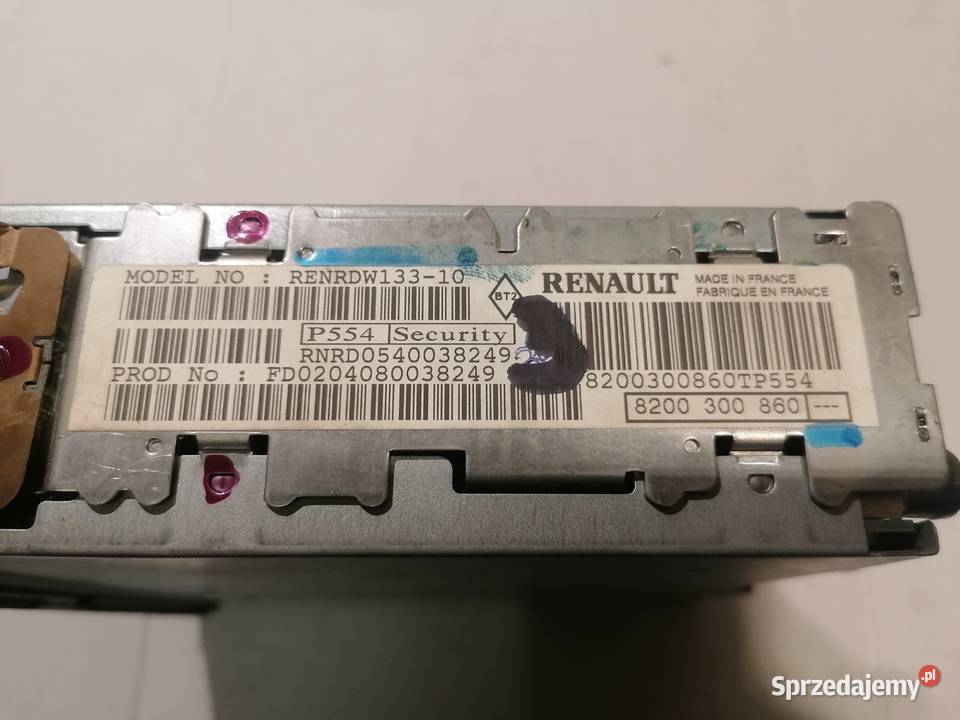 MODEL NO : RENRDW133-10
BT2
RENAULT
MADE IN FRANCE
FABRIQUE EN FRANCE
P554 Security
RNRD0540038249
PROD No : FD0204080038249
8200300860TP554
8200 300 860 ---
Sprzedajemy.pl